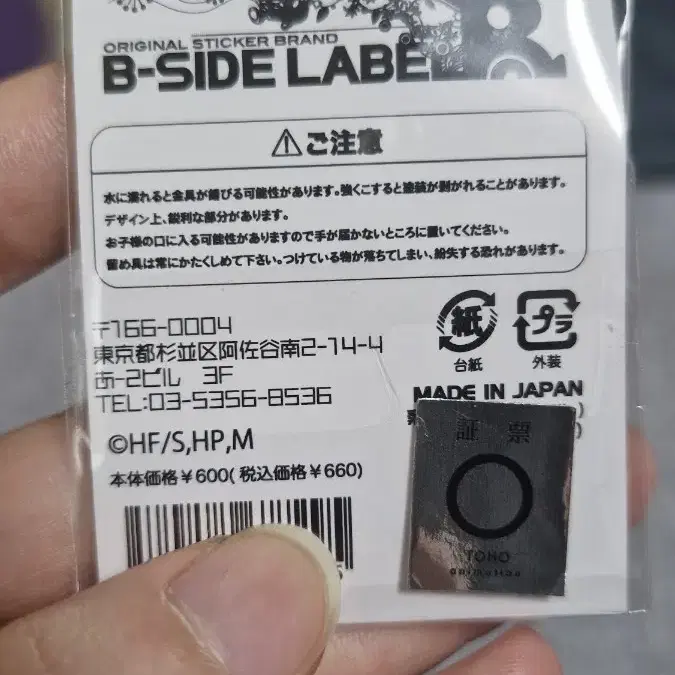 ORIGINAL STICKER BRAND
B-SIDE LABEL
⚠ご注意
水に濡れると金具が錆びる可能性があります。強くこすると塗装が剥がれることがあります。
デザイン上、鋭利な部分があります。
お子様の口に入る可能性がありますので手が届かないところに置いてください。
留め具は常にかたくしめて下さい。つけている物が落ちてしまい、紛失する恐れがあります。
紙 プラ
台紙 外装
〒166-0004
東京都杉並区阿佐谷南2-14-4
あ-2ビル 3F
TEL:03-5356-8536
MADE IN JAPAN
©HF/S,HP,M
本体価格¥600(税込価格¥660)
証 票
TOHO
animation